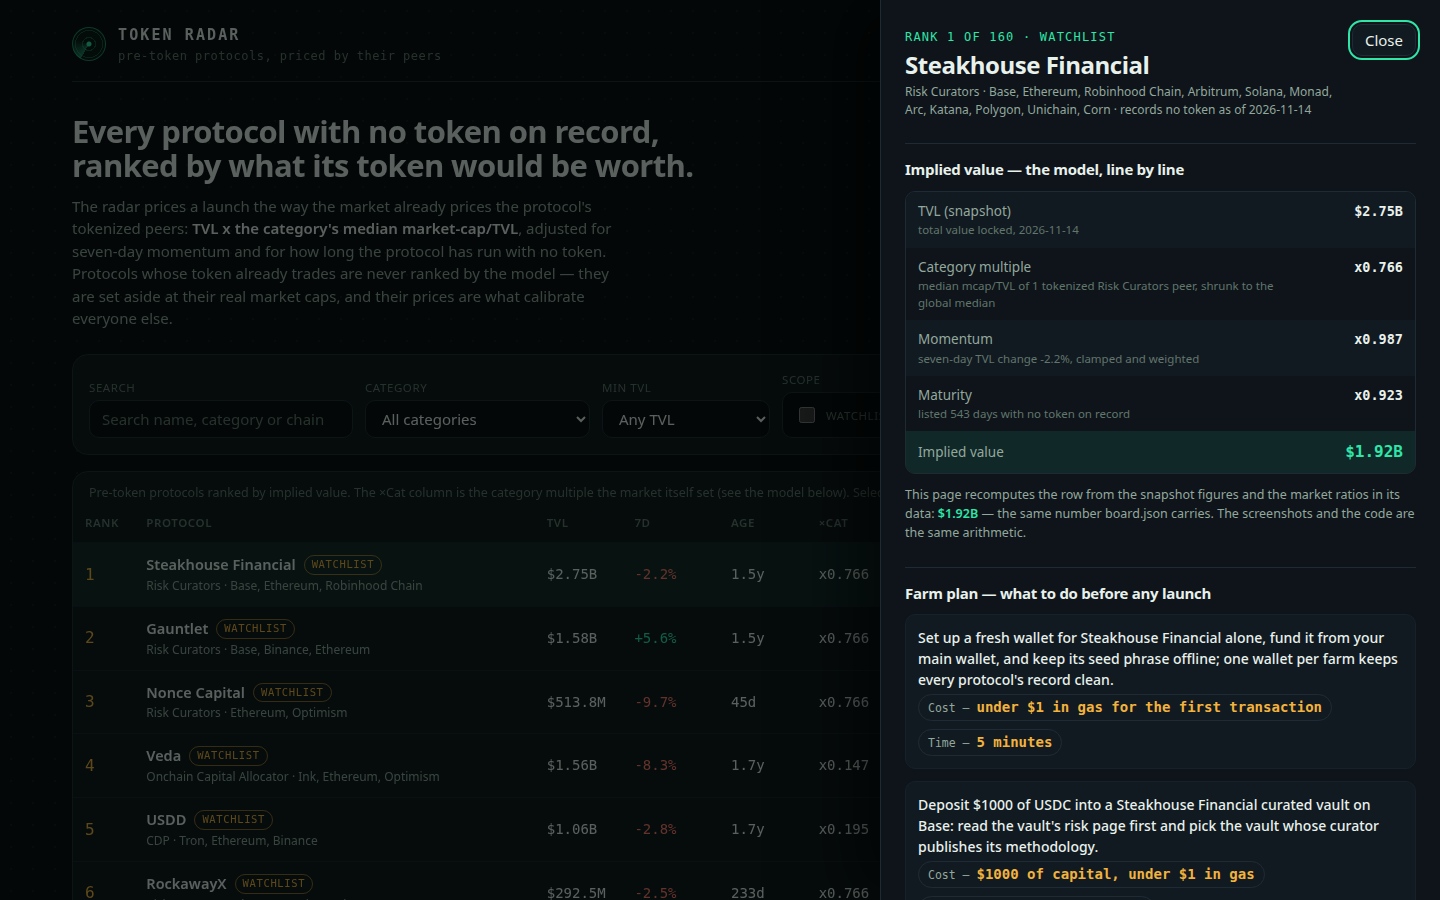 TOKEN RADAR
pre-token protocols, priced by their peers
Every protocol with no token on record,
ranked by what its token would be worth.
The radar prices a launch the way the market already prices the protocol's
tokenized peers: TVL x the category's median market-cap/TVL, adjusted for
seven-day momentum and for how long the protocol has run with no token.
Protocols whose token already trades are never ranked by the model — they
are set aside at their real market caps, and their prices are what calibrate
everyone else.
SEARCH CATEGORY MIN TVL SCOPE
Search name, category or chain All categories Any TVL
Pre-token protocols ranked by implied value. The ×Cat column is the category multiple the market itself set (see the model below).
RANK PROTOCOL TVL 7D AGE ×CAT
1 Steakhouse Financial WATCHLIST $2.75B -2.2% 1.5y x0.766
Risk Curators · Base, Ethereum, Robinhood Chain
2 Gauntlet WATCHLIST $1.58B +5.6% 1.5y x0.766
Risk Curators · Base, Binance, Ethereum
3 Nonce Capital WATCHLIST $513.8M -9.7% 45d x0.766
Risk Curators · Ethereum, Optimism
4 Veda WATCHLIST $1.56B -8.3% 1.7y x0.147
Onchain Capital Allocator · Ink, Ethereum, Optimism
5 USDD WATCHLIST $1.06B -2.8% 1.7y x0.195
CDP · Tron, Ethereum, Binance
6 RockawayX WATCHLIST $292.5M -2.5% 233d x0.766
RANK 1 OF 160 · WATCHLIST
Close
Steakhouse Financial
Risk Curators · Base, Ethereum, Robinhood Chain, Arbitrum, Solana, Monad,
Arc, Katana, Polygon, Unichain, Corn · records no token as of 2026-11-14
Implied value — the model, line by line
TVL (snapshot) $2.75B
total value locked, 2026-11-14
Category multiple x0.766
median mcap/TVL of 1 tokenized Risk Curators peer, shrunk to the
global median
Momentum x0.987
seven-day TVL change -2.2%, clamped and weighted
Maturity x0.923
listed 543 days with no token on record
Implied value $1.92B
This page recomputes the row from the snapshot figures and the market ratios in its
data: $1.92B — the same number board.json carries. The screenshots and the code are
the same arithmetic.
Farm plan — what to do before any launch
Set up a fresh wallet for Steakhouse Financial alone, fund it from your
main wallet, and keep its seed phrase offline; one wallet per farm keeps
every protocol's record clean.
Cost — under $1 in gas for the first transaction
Time — 5 minutes
Deposit $1000 of USDC into a Steakhouse Financial curated vault on
Base: read the vault's risk page first and pick the vault whose curator
publishes its methodology.
Cost — $1000 of capital, under $1 in gas